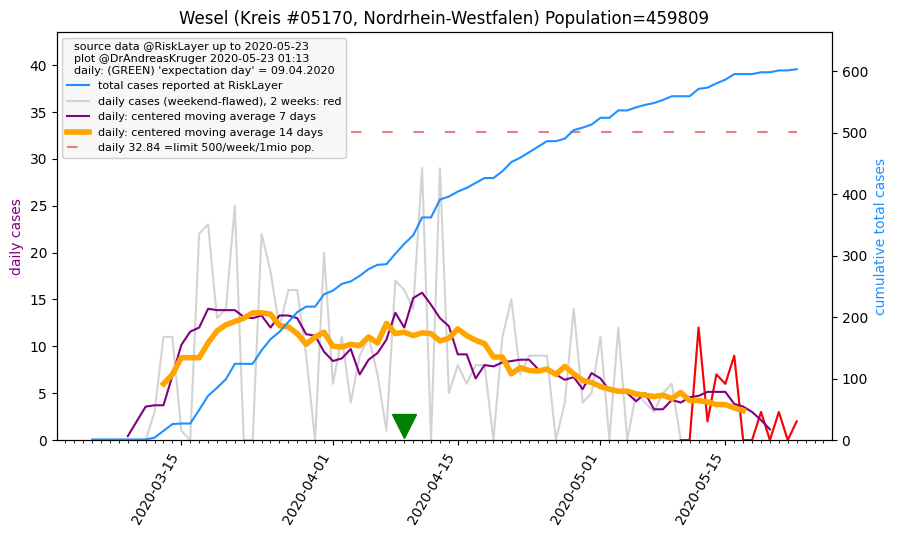 Wesel (Kreis #05170, Nordrhein-Westfalen) Population=459809
source data @RiskLayer up to 2020-05-23
plot @DrAndreasKruger 2020-05-23 01:13
daily: (GREEN) 'expectation day' = 09.04.2020
total cases reported at RiskLayer
daily cases (weekend-flawed), 2 weeks: red
daily: centered moving average 7 days
daily: centered moving average 14 days
daily 32.84 =limit 500/week/1mio pop.
daily cases
40
35
30
25
20
15
10
5
0
cumulative total cases
600
500
400
300
200
100
0
2020-03-15
2020-04-01
2020-04-15
2020-05-01
2020-05-15